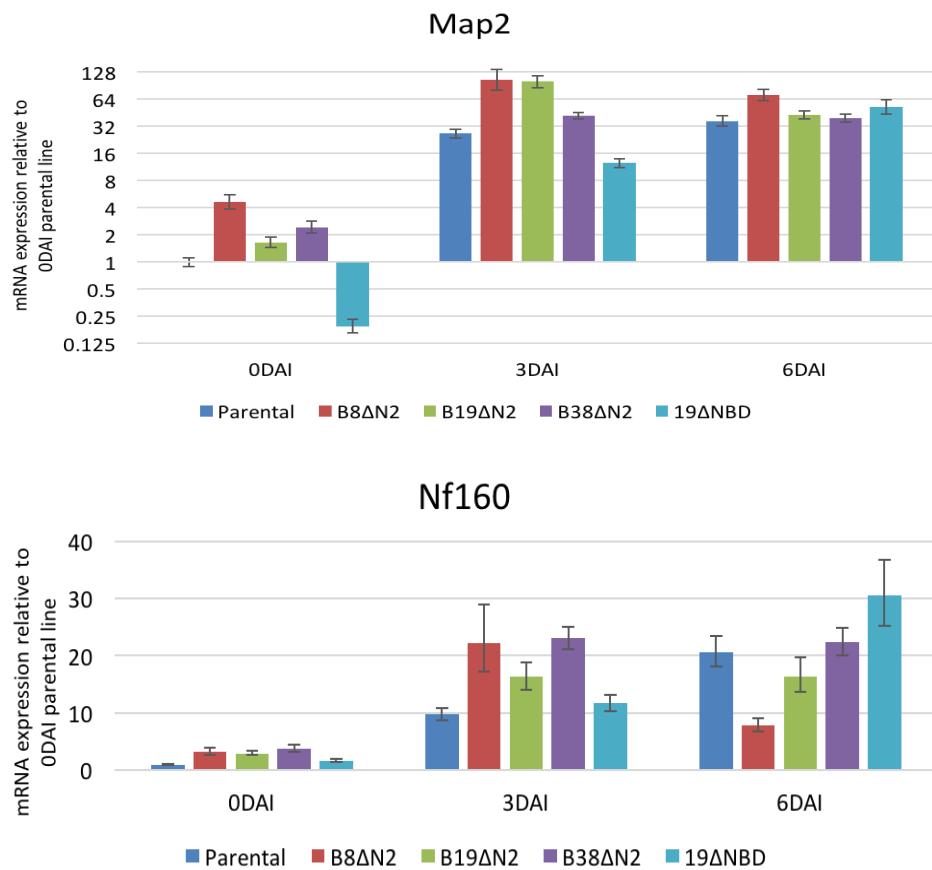 Map2
mRNA expression relative to
0DAI parental line
128
64
32
16
8
4
2
1
0.5
0.25
0.125
0DAI 3DAI 6DAI
Parental B8ΔN2 B19ΔN2 B38ΔN2 19ΔNBD
Nf160
mRNA expression relative to
0DAI parental line
40
30
20
10
0
0DAI 3DAI 6DAI
Parental B8ΔN2 B19ΔN2 B38ΔN2 19ΔNBD